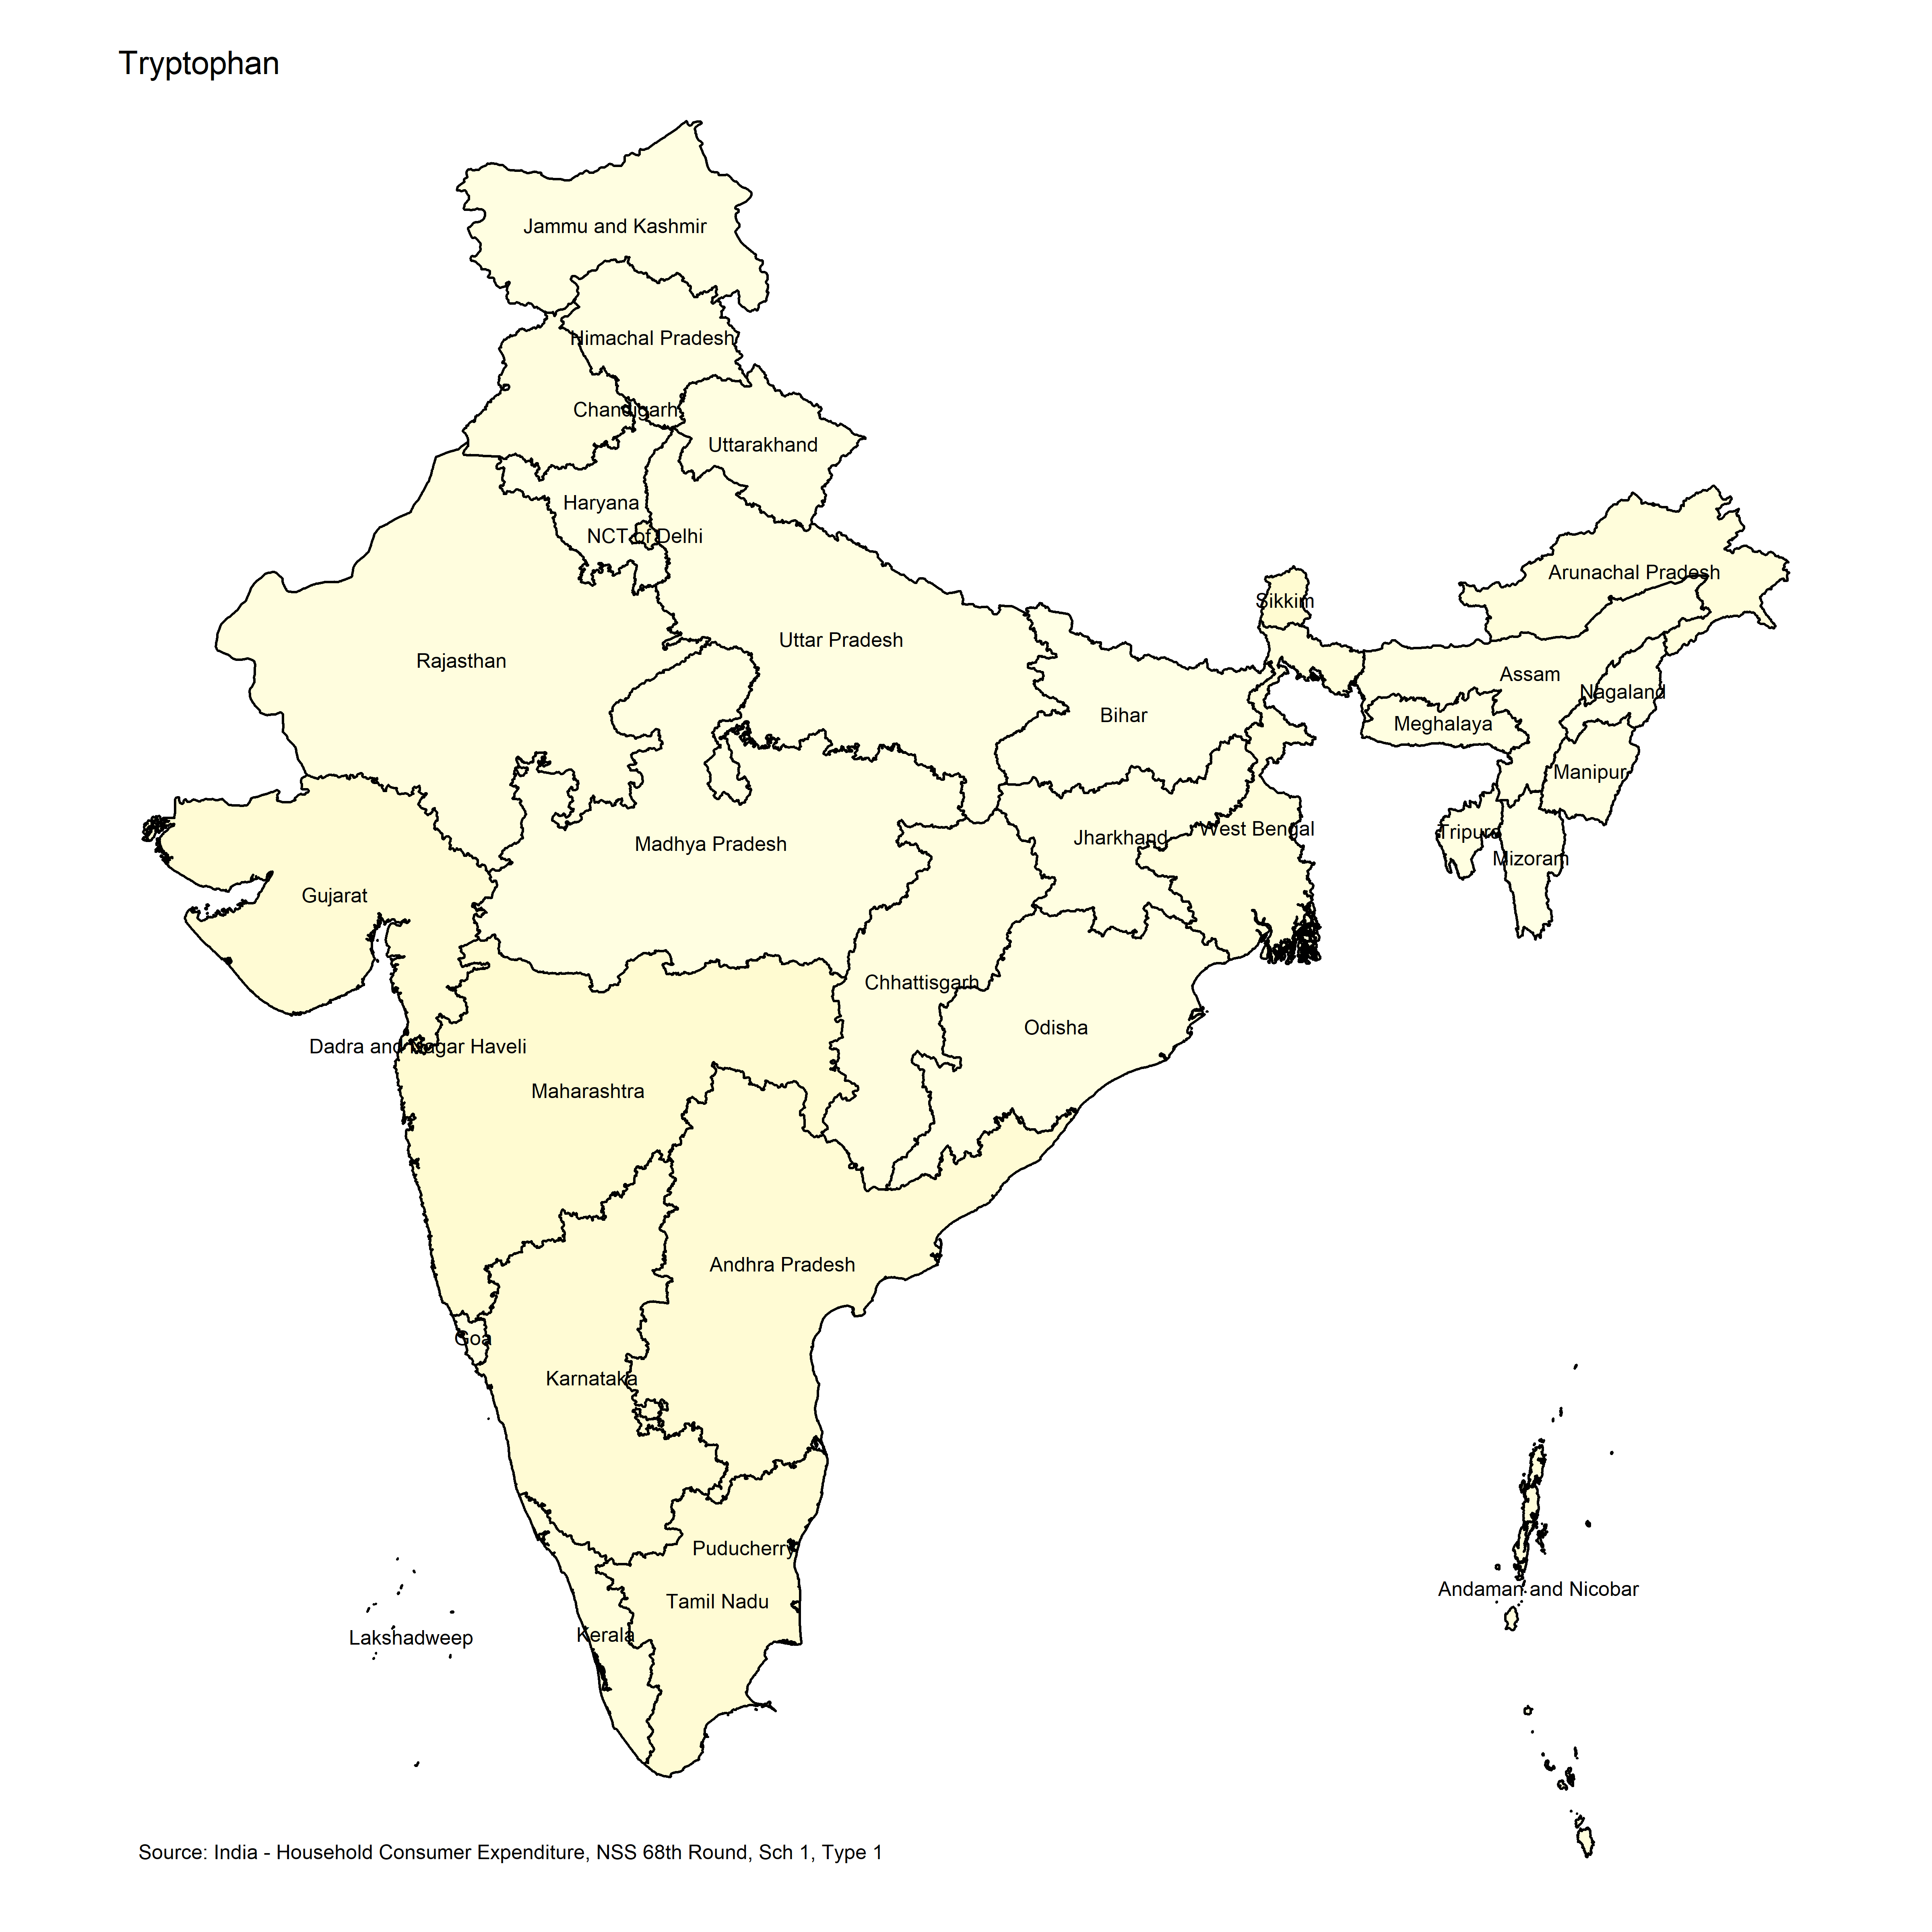 Tryptophan
Jammu and Kashmir
Himachal Pradesh
Chandigarh
Uttarakhand
Haryana
NCT of Delhi
Arunachal Pradesh
Sikkim
Uttar Pradesh
Rajasthan
Assam
Nagaland
Bihar
Meghalaya
Manipur
West Bengal
Tripura
Jharkhand
Madhya Pradesh
Mizoram
Gujarat
Chhattisgarh
Odisha
Dadra and Nagar Haveli
Maharashtra
Andhra Pradesh
Goa
Karnataka
Puducherry
Andaman and Nicobar
Tamil Nadu
Kerala
Lakshadweep
Source: India - Household Consumer Expenditure, NSS 68th Round, Sch 1, Type 1